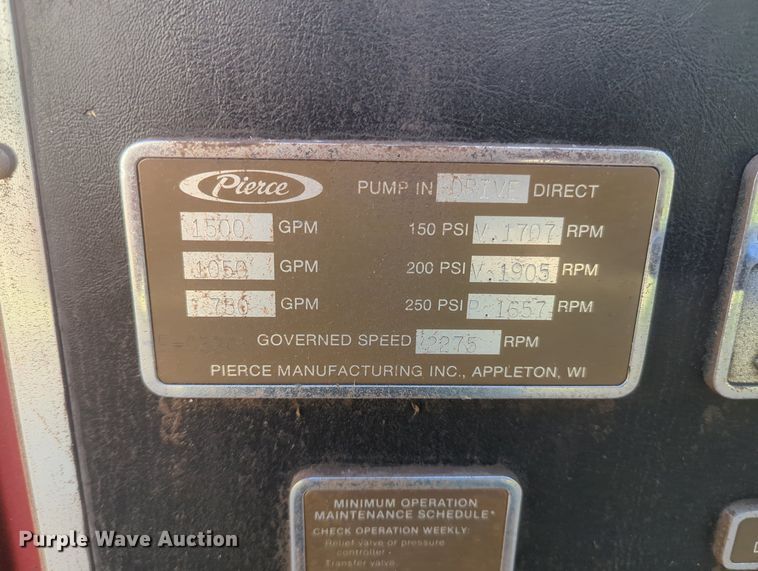 Pierce PUMP IN DRIVE DIRECT
1500 GPM 150 PSI V.1707 RPM
1050 GPM 200 PSI V.1905 RPM
750 GPM 250 PSI P.1657 RPM
GOVERNED SPEED 2275 RPM
PIERCE MANUFACTURING INC., APPLETON, WI
MINIMUM OPERATION
MAINTENANCE SCHEDULE*
CHECK OPERATION WEEKLY:
Relief valve or pressure
controller -
Transfer valve
Purple Wave Auction